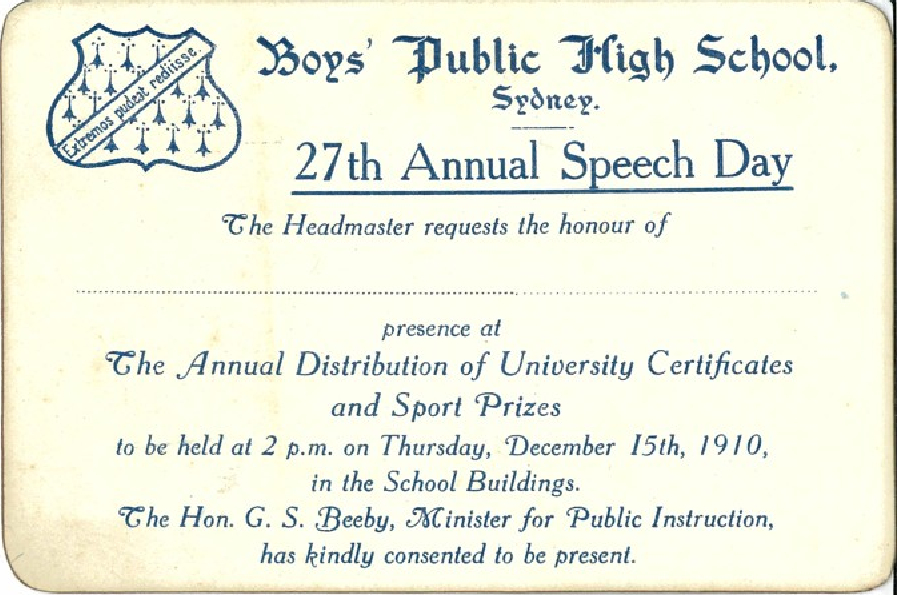 Extremos pudeat rediisse.
Boys' Public High School,
Sydney.
27th Annual Speech Day
The Headmaster requests the honour of
presence at
The Annual Distribution of University Certificates
and Sport Prizes
to be held at 2 p.m. on Thursday, December 15th, 1910,
in the School Buildings.
The Hon. G. S. Beeby, Minister for Public Instruction,
has kindly consented to be present.